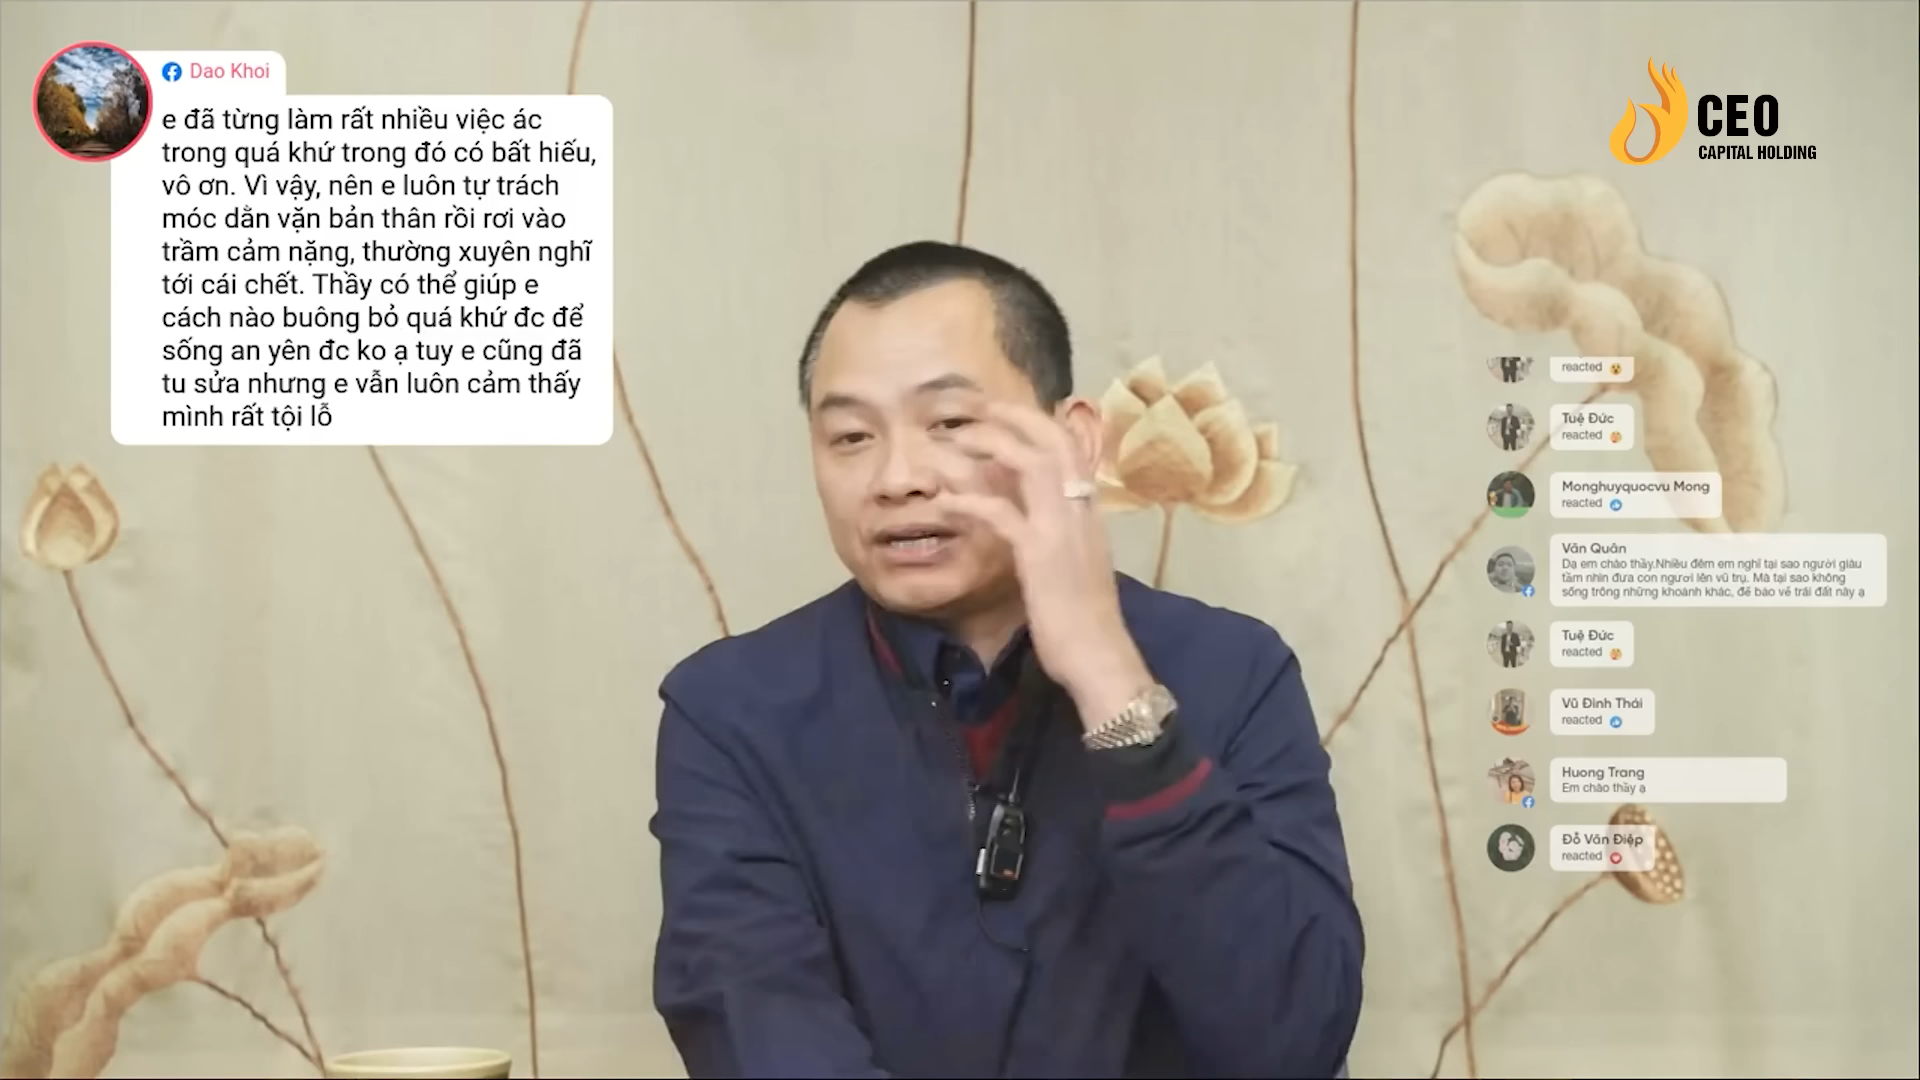 Dao Khoi
e đã từng làm rất nhiều việc ác
trong quá khứ trong đó có bất hiếu,
vô ơn. Vì vậy, nên e luôn tự trách
móc dằn vặn bản thân rồi rơi vào
trầm cảm nặng, thường xuyên nghĩ
tới cái chết. Thầy có thể giúp e
cách nào buông bỏ quá khứ đc để
sống an yên đc ko ạ tuy e cũng đã
tu sửa nhưng e vẫn luôn cảm thấy
mình rất tội lỗ
CEO
CAPITAL HOLDING
reacted
Tuệ Đức
reacted
Monghuyquocvu Mong
reacted
Văn Quân
Dạ em chào thầy.Nhiều đêm em nghĩ tại sao người giàu
tầm nhìn đưa con ngươi lên vũ trụ. Mà tại sao không
sống trông những khoảnh khác, để bảo vệ trái đất này ạ
Tuệ Đức
reacted
Vũ Đình Thái
reacted
Huong Trang
Em chào thầy ạ
Đỗ Văn Điệp
reacted